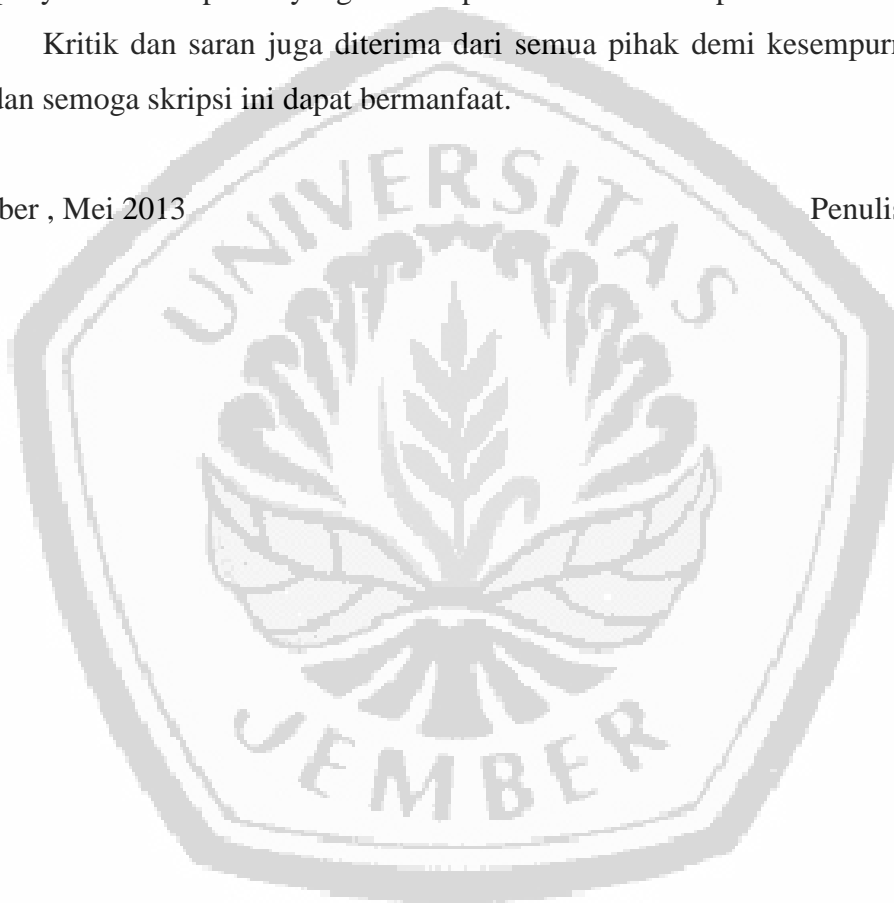 Kritik dan saran juga diterima dari semua pihak demi
dan semoga skripsi ini dapat bermanfaat.
ber , Mei 2013 Penulis
UNIVERSITAS
JEMBER